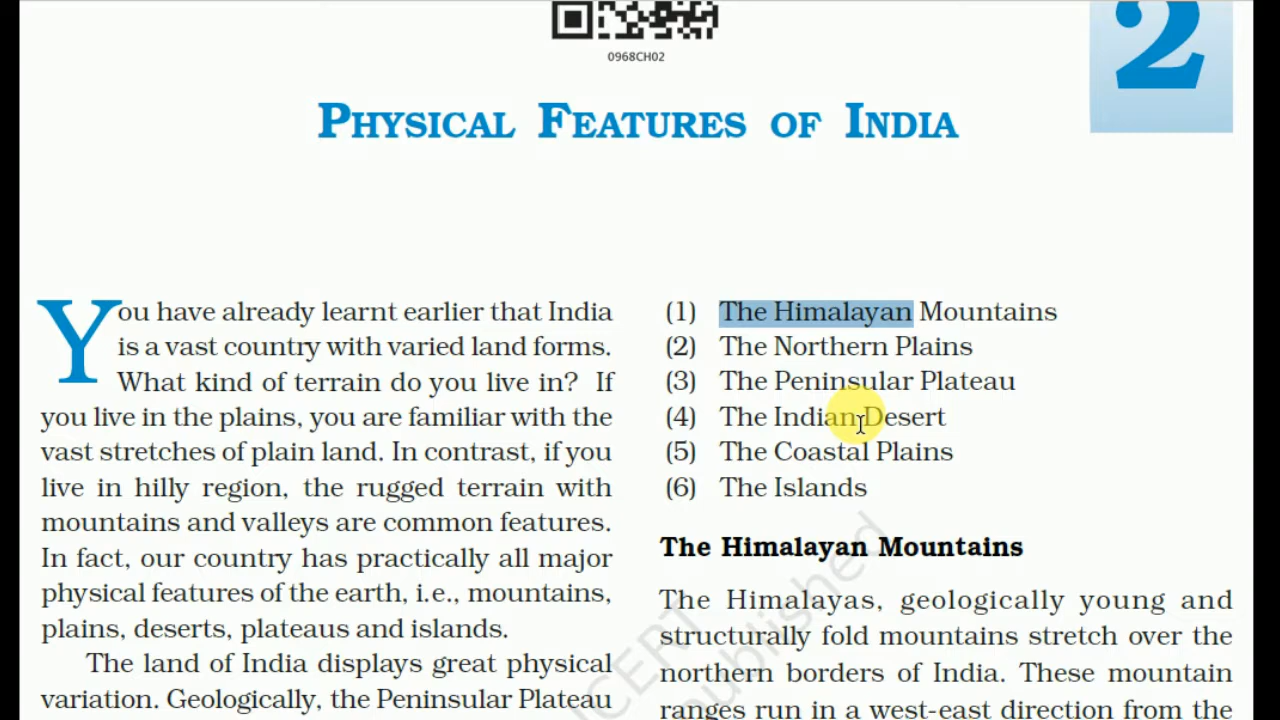 0968CH02
2
PHYSICAL FEATURES OF INDIA
You have already learnt earlier that India
is a vast country with varied land forms.
What kind of terrain do you live in? If
you live in the plains, you are familiar with the
vast stretches of plain land. In contrast, if you
live in hilly region, the rugged terrain with
mountains and valleys are common features.
In fact, our country has practically all major
physical features of the earth, i.e., mountains,
plains, deserts, plateaus and islands.
The land of India displays great physical
variation. Geologically, the Peninsular Plateau
(1) The Himalayan Mountains
(2) The Northern Plains
(3) The Peninsular Plateau
(4) The Indian Desert
(5) The Coastal Plains
(6) The Islands
The Himalayan Mountains
The Himalayas, geologically young and
structurally fold mountains stretch over the
northern borders of India. These mountain
ranges run in a west-east direction from the
NCERT
published